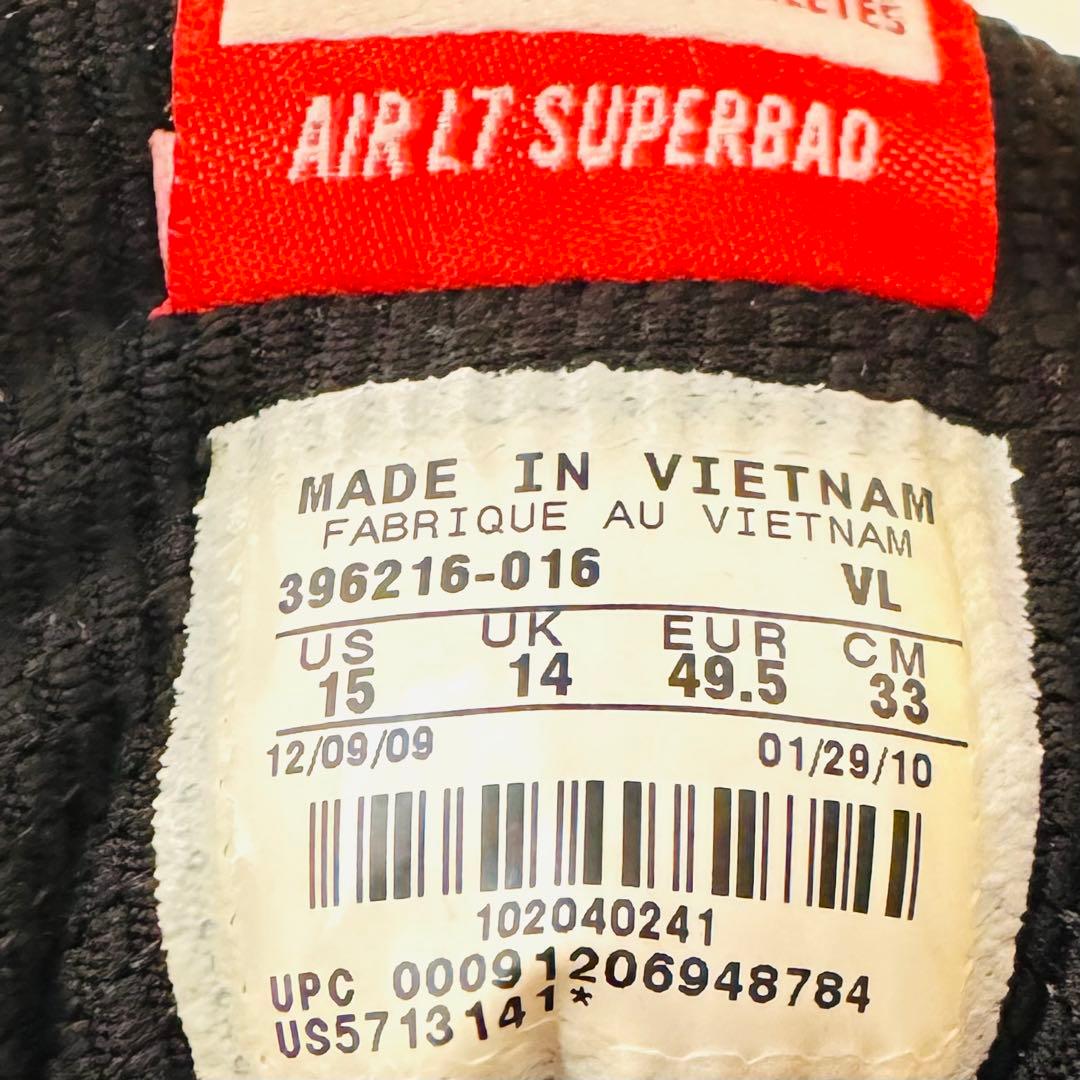 AIR LT SUPERBAD
MADE IN VIETNAM
FABRIQUE AU VIETNAM
396216-016 VL
US UK EUR CM
15 14 49.5 33
12/09/09 01/29/10
102040241
UPC 00091206948784
US5713141*